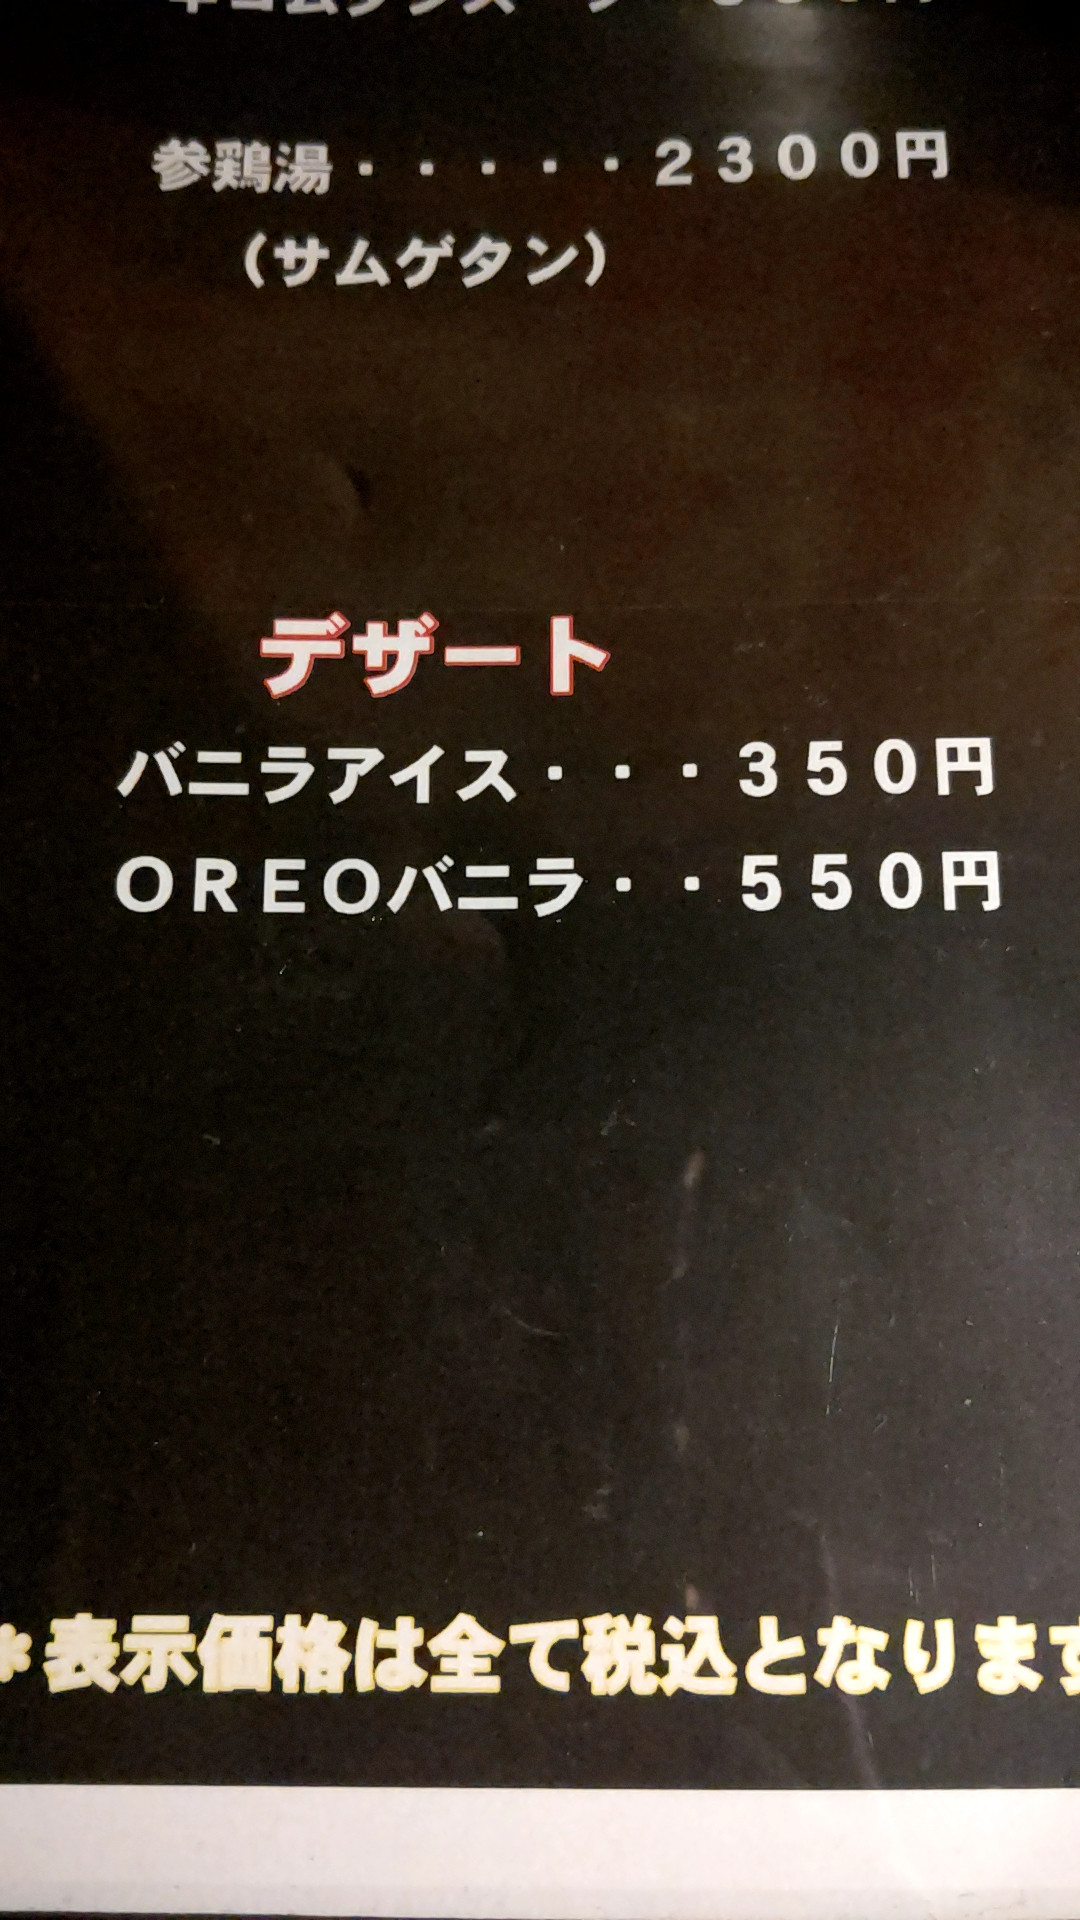 参鶏湯・・・・・2300円
(サムゲタン)
デザート
バニラアイス・・・350円
OREOバニラ・・550円
*表示価格は全て税込となります